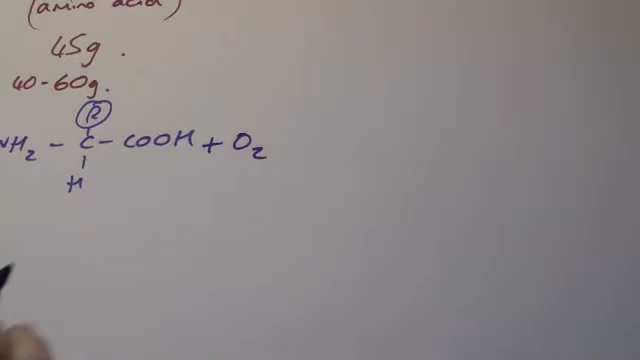 (amino acid)
45g.
40-60g.
R
NH2 - C - COOH + O2
H